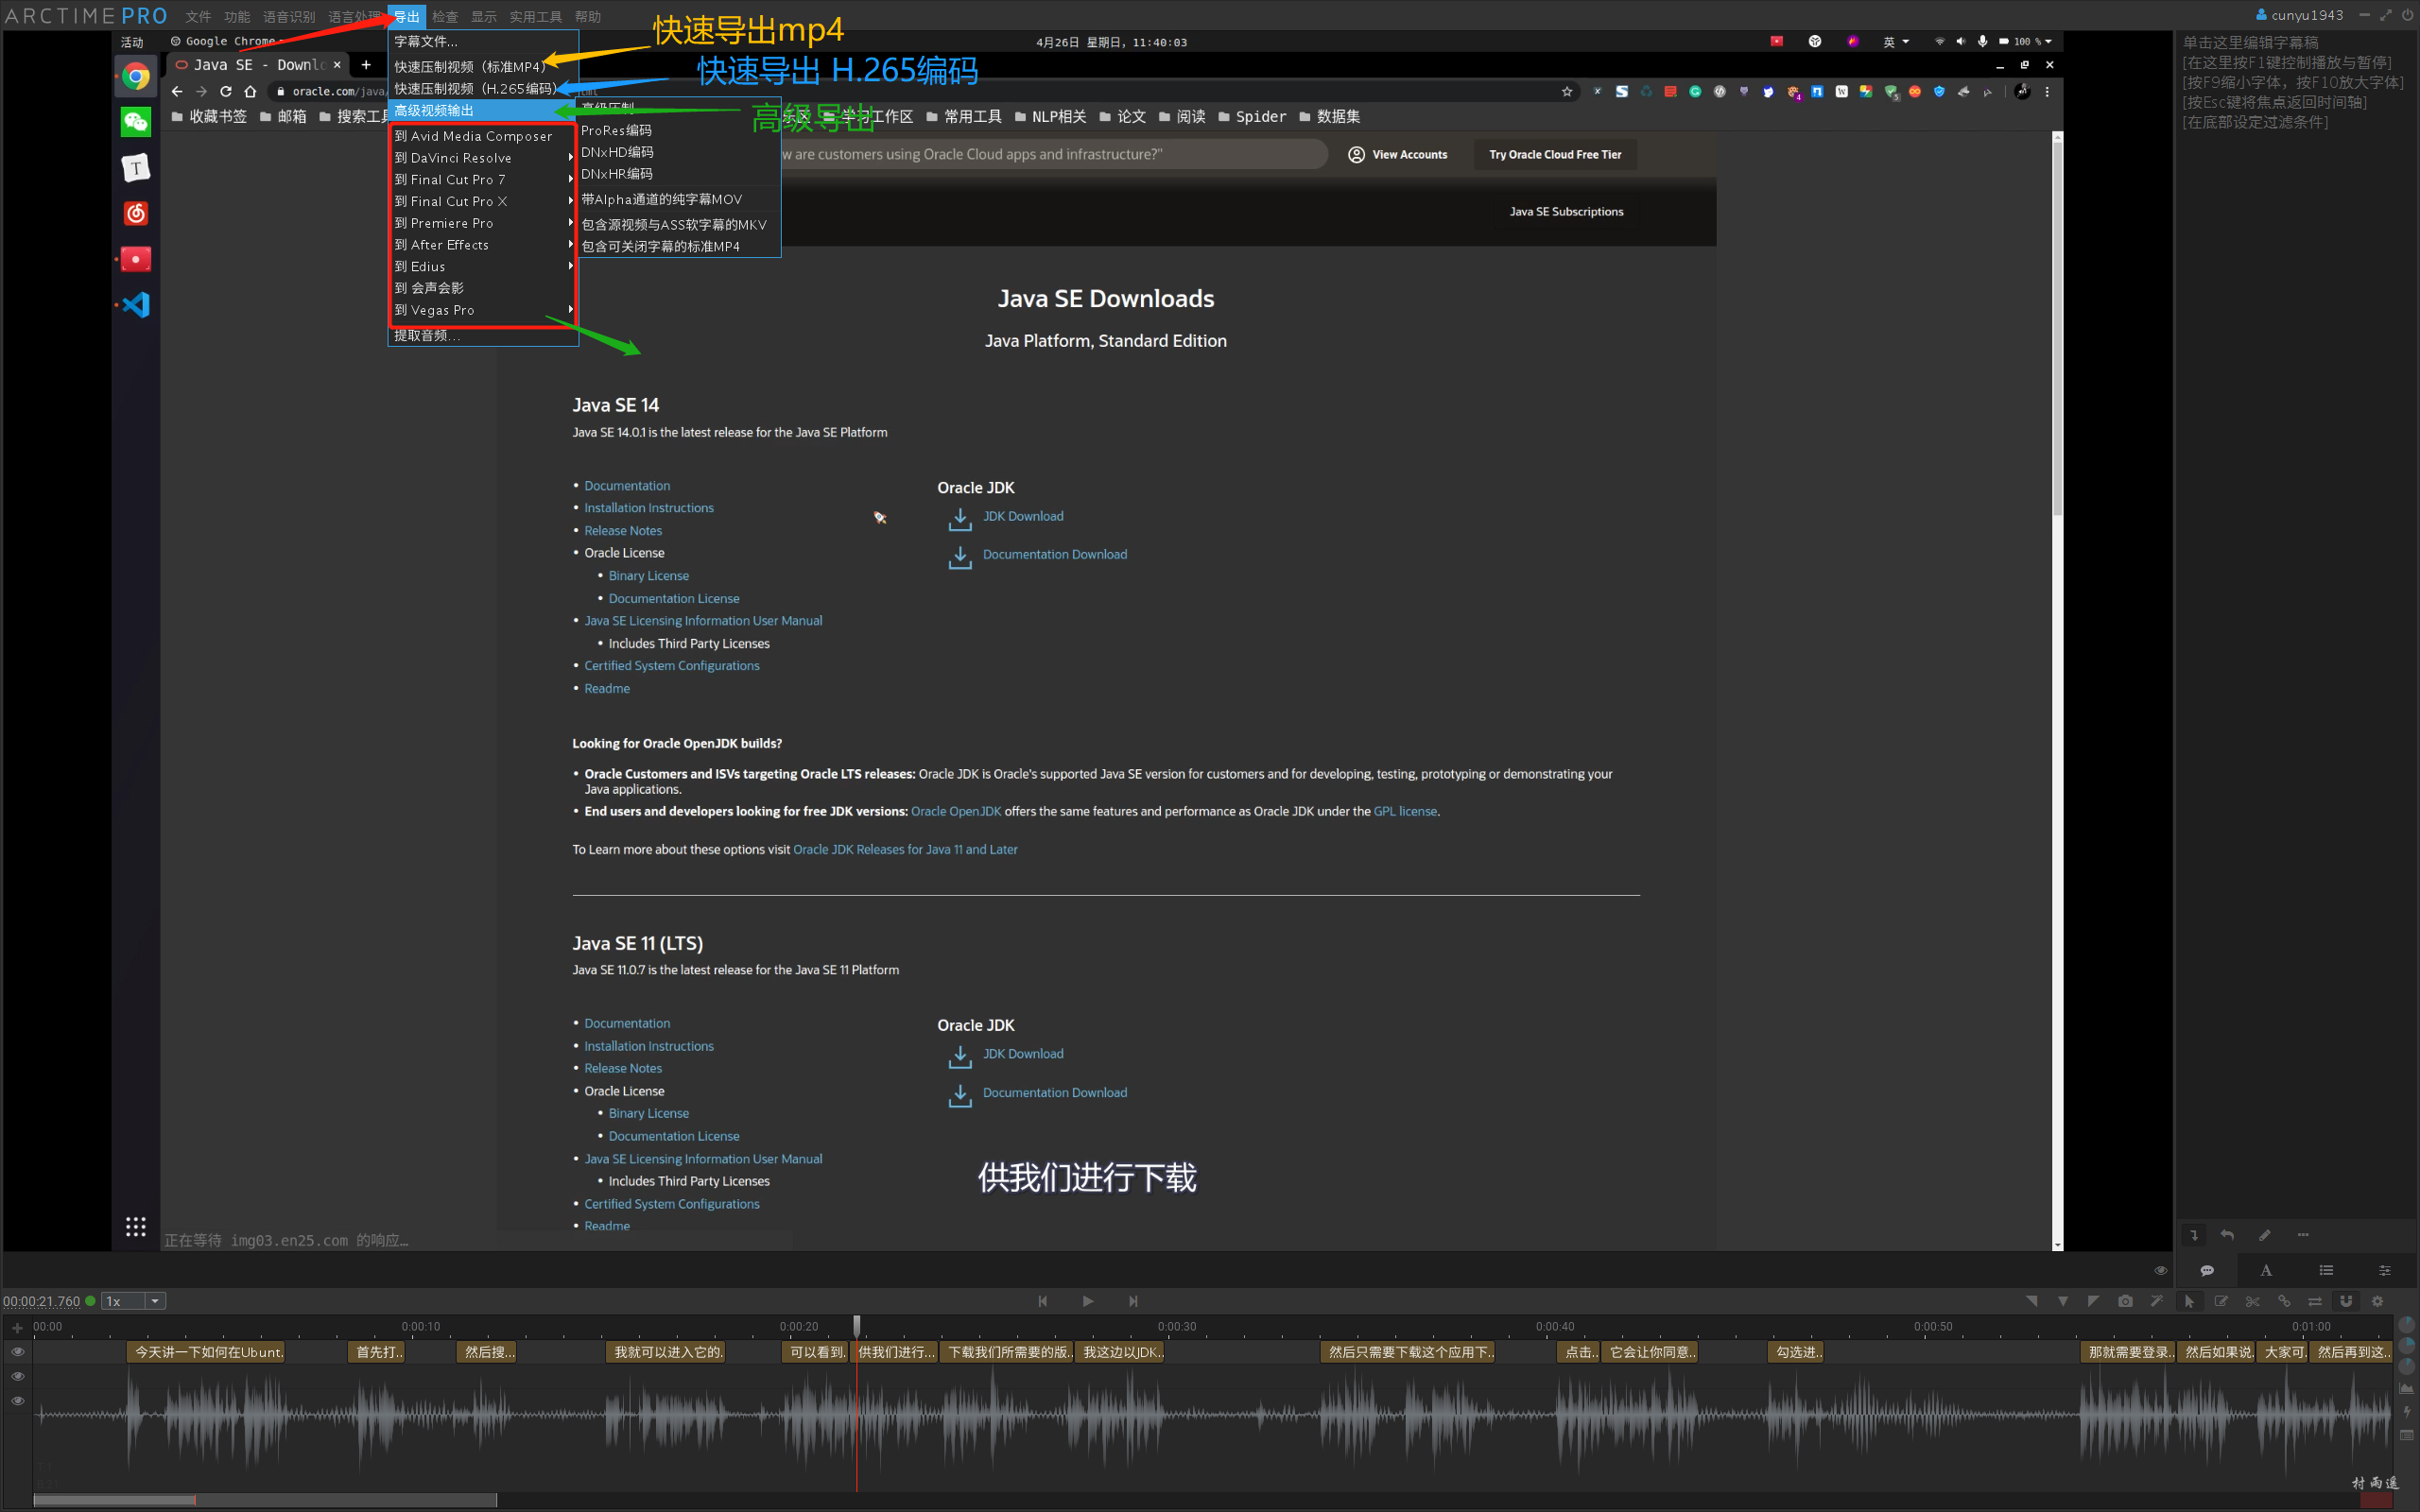 ARCTIME PRO 文件 功能 语音识别 语言处理 导出 检查 显示 实用工具 帮助
cunyu1943
快速导出mp4
快速导出 H.265编码
高级导出
字幕文件...
快速压制视频（标准MP4）
快速压制视频（H.265编码）
高级视频输出
到 Avid Media Composer
到 DaVinci Resolve
到 Final Cut Pro 7
到 Final Cut Pro X
到 Premiere Pro
到 After Effects
到 Edius
到 会声会影
到 Vegas Pro
提取音频...
高级压制
ProRes编码
DNxHD编码
DNxHR编码
带Alpha通道的纯字幕MOV
包含源视频与ASS软字幕的MKV
包含可关闭字幕的标准MP4
活动 Google Chrome
4月26日 星期日，11:40:03
英 100 %
Java SE - Downlo
oracle.com/java/
收藏书签 邮箱 搜索工具 学习工作区 常用工具 NLP相关 论文 阅读 Spider 数据集
w are customers using Oracle Cloud apps and infrastructure?"
View Accounts
Try Oracle Cloud Free Tier
Java SE Subscriptions
Java SE Downloads
Java Platform, Standard Edition
Java SE 14
Java SE 14.0.1 is the latest release for the Java SE Platform
• Documentation
• Installation Instructions
• Release Notes
• Oracle License
• Binary License
• Documentation License
• Java SE Licensing Information User Manual
• Includes Third Party Licenses
• Certified System Configurations
• Readme
Oracle JDK
JDK Download
Documentation Download
Looking for Oracle OpenJDK builds?
• Oracle Customers and ISVs targeting Oracle LTS releases: Oracle JDK is Oracle's supported Java SE version for customers and for developing, testing, prototyping or demonstrating your
Java applications.
• End users and developers looking for free JDK versions: Oracle OpenJDK offers the same features and performance as Oracle JDK under the GPL license.
To Learn more about these options visit Oracle JDK Releases for Java 11 and Later
Java SE 11 (LTS)
Java SE 11.0.7 is the latest release for the Java SE 11 Platform
• Documentation
• Installation Instructions
• Release Notes
• Oracle License
• Binary License
• Documentation License
• Java SE Licensing Information User Manual
• Includes Third Party Licenses
• Certified System Configurations
• Readme
Oracle JDK
JDK Download
Documentation Download
供我们进行下载
正在等待 img03.en25.com 的响应…
单击这里编辑字幕稿
[在这里按F1键控制播放与暂停]
[按F9缩小字体，按F10放大字体]
[按Esc键将焦点返回时间轴]
[在底部设定过滤条件]
00:00:21.760 1x
00:00 0:00:10 0:00:20 0:00:30 0:00:40 0:00:50 0:01:00
今天讲一下如何在Ubunt. 首先打.. 然后搜... 我就可以进入它的. 可以看到. 供我们进行... 下载我们所需要的版.. 我这边以JDK.. 然后只需要下载这个应用下.. 点击.. 它会让你同意.. 勾选进.. 那就需要登录.. 然后如果说. 大家可. 然后再到这..
村雨遥